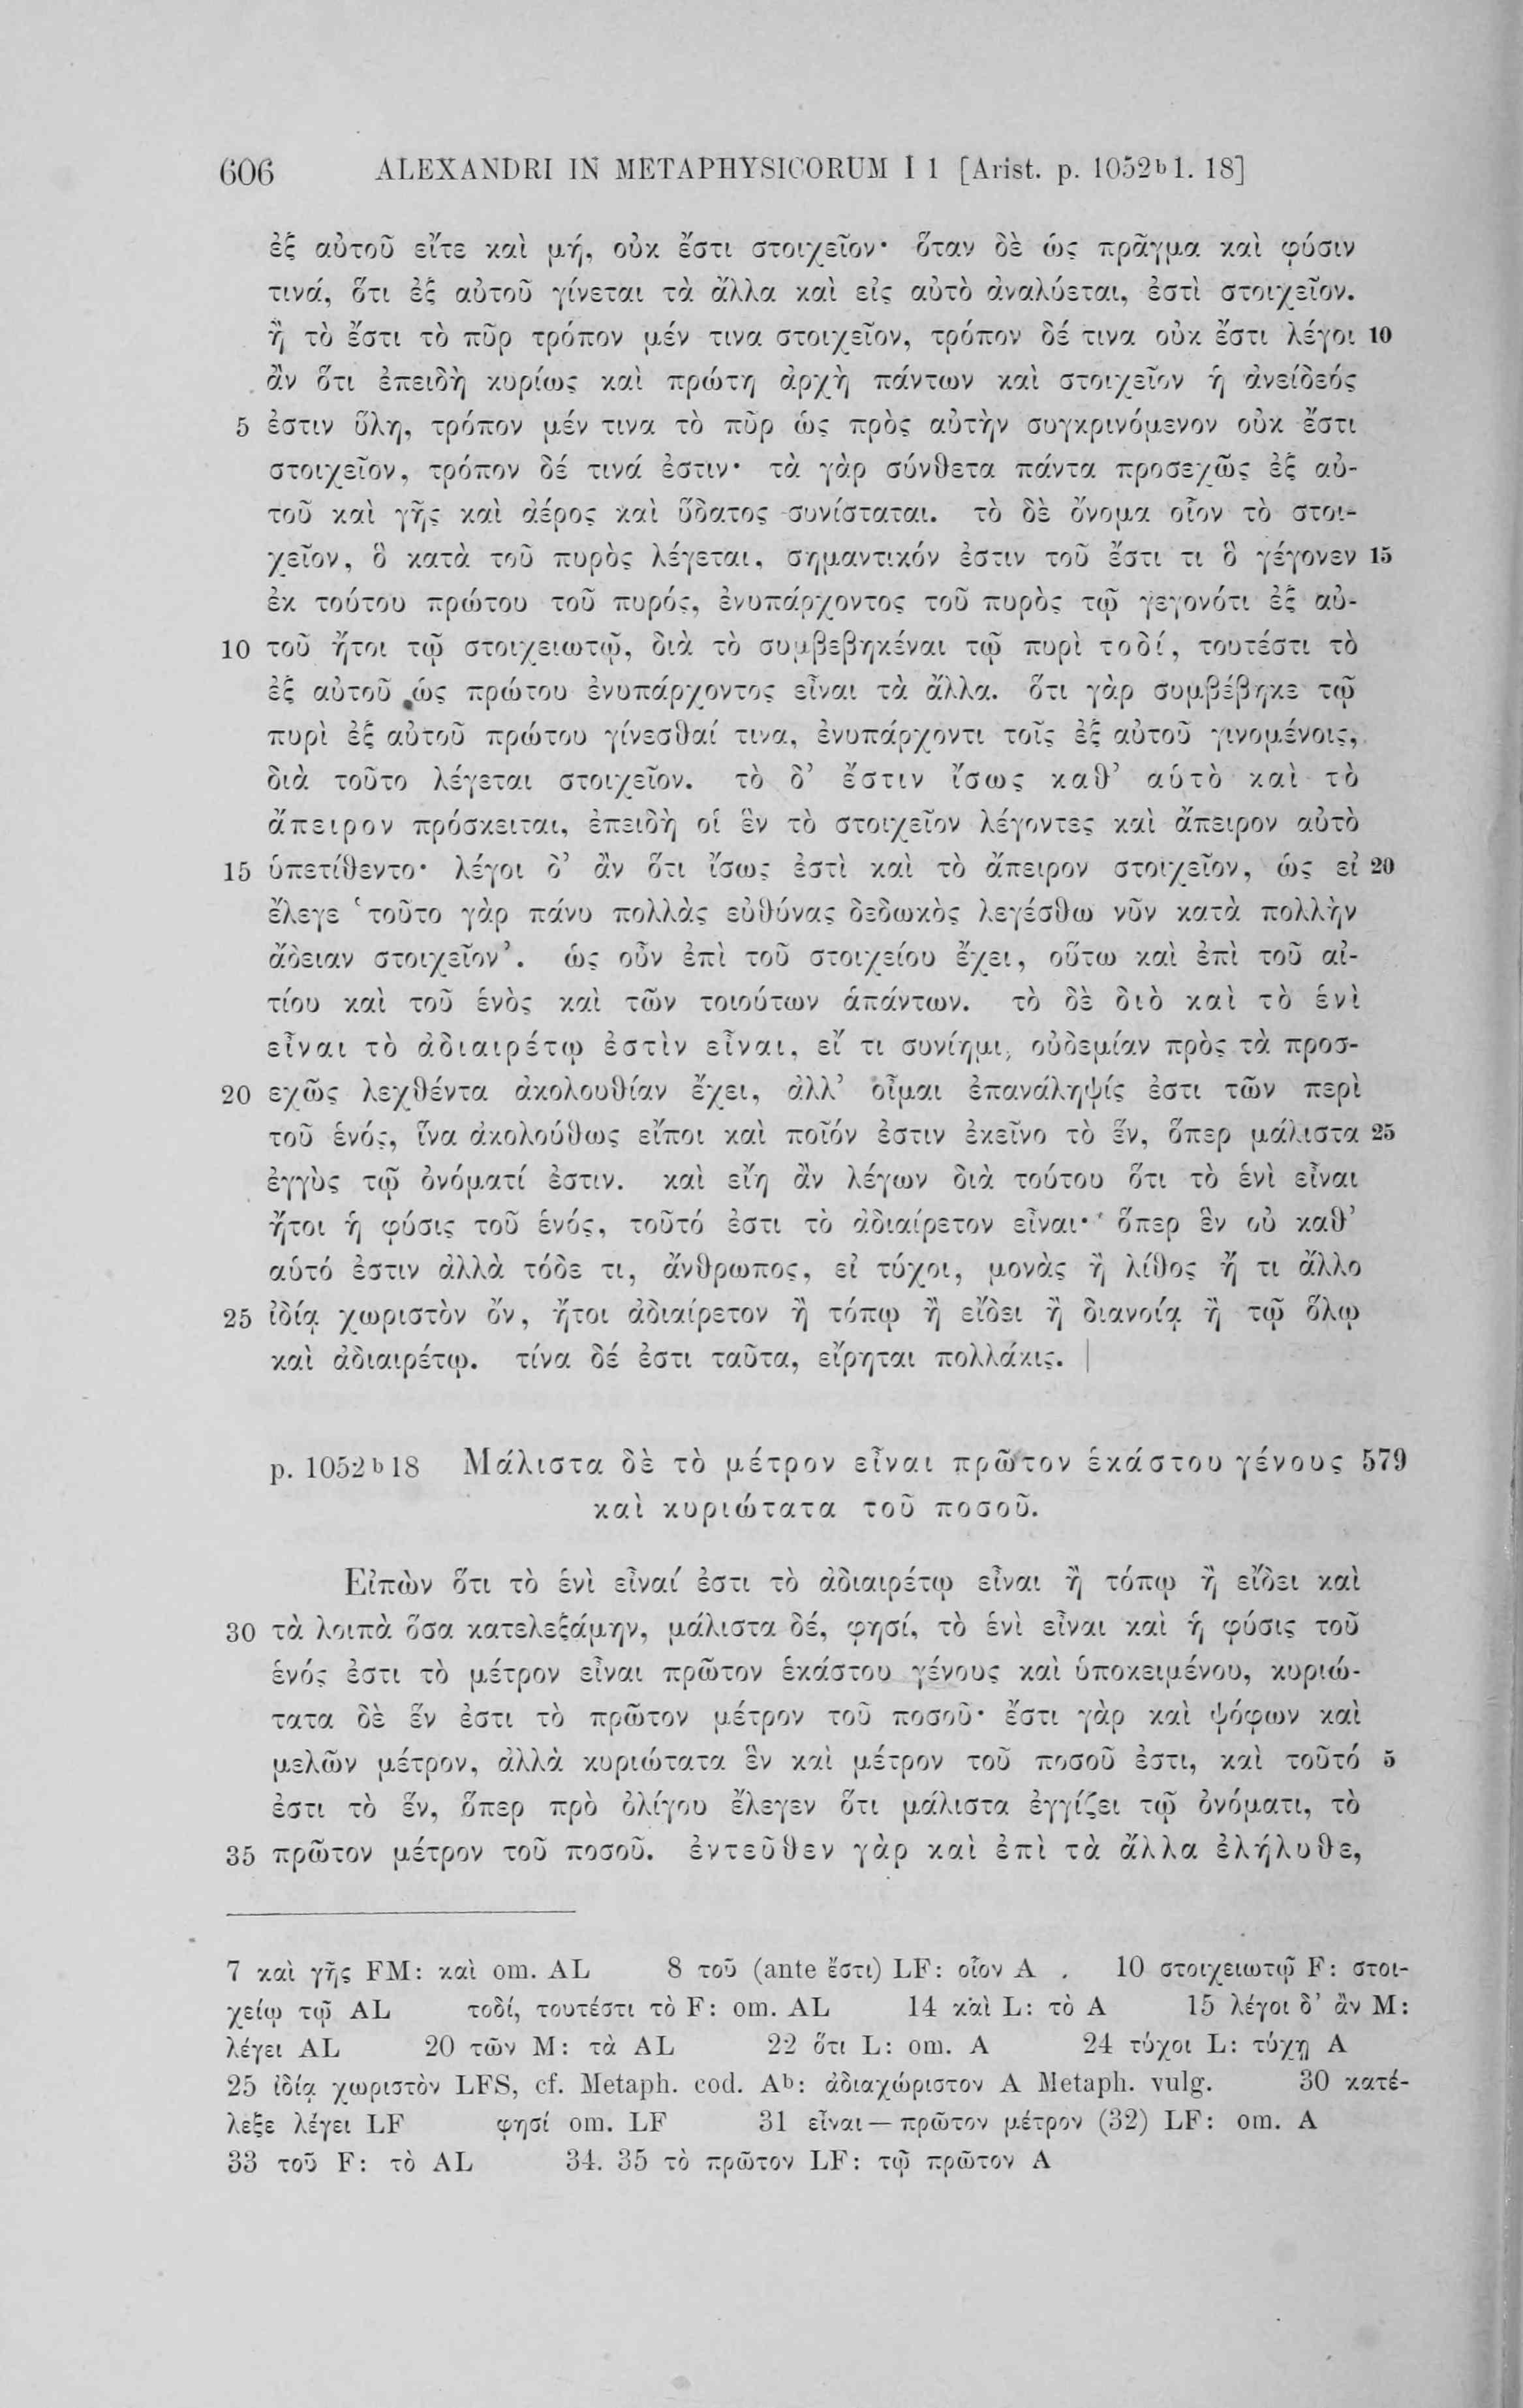 606 ALEXANDRI IN METAPHYSICORUM I 1 [Arist. p. 1052ᵇ1. 18]
ἐξ αὐτοῦ εἴτε καὶ μή, οὐκ ἔστι στοιχεῖον· ὅταν δὲ ὡς πρᾶγμα καὶ φύσιν
τινά, ὅτι ἐξ αὐτοῦ γίνεται τὰ ἄλλα καὶ εἰς αὐτὸ ἀναλύεται, ἐστὶ στοιχεῖον.
ἢ τὸ ἔστι τὸ πῦρ τρόπον μέν τινα στοιχεῖον, τρόπον δέ τινα οὐκ ἔστι λέγοι 10
ἂν ὅτι ἐπειδὴ κυρίως καὶ πρώτη ἀρχὴ πάντων καὶ στοιχεῖον ἡ ἀνείδεός
5 ἐστιν ὕλη, τρόπον μέν τινα τὸ πῦρ ὡς πρὸς αὐτὴν συγκρινόμενον οὐκ ἔστι
στοιχεῖον, τρόπον δέ τινά ἐστιν· τὰ γὰρ σύνθετα πάντα προσεχῶς ἐξ αὐ-
τοῦ καὶ γῆς καὶ ἀέρος καὶ ὕδατος συνίσταται. τὸ δὲ ὄνομα οἷον τὸ στοι-
χεῖον, ὃ κατὰ τοῦ πυρὸς λέγεται, σημαντικόν ἐστιν τοῦ ἔστι τι ὃ γέγονεν 15
ἐκ τούτου πρώτου τοῦ πυρός, ἐνυπάρχοντος τοῦ πυρὸς τῷ γεγονότι ἐξ αὐ-
10 τοῦ ἤτοι τῷ στοιχειωτῷ, διὰ τὸ συμβεβηκέναι τῷ πυρὶ τοδί, τουτέστι τὸ
ἐξ αὐτοῦ ὡς πρώτου ἐνυπάρχοντος εἶναι τὰ ἄλλα. ὅτι γὰρ συμβέβηκε τῷ
πυρὶ ἐξ αὐτοῦ πρώτου γίνεσθαί τινα, ἐνυπάρχοντι τοῖς ἐξ αὐτοῦ γινομένοις,
διὰ τοῦτο λέγεται στοιχεῖον. τὸ δ’ ἔστιν ἴσως καθ’ αὑτὸ καὶ τὸ
ἄπειρον πρόσκειται, ἐπειδὴ οἱ ἓν τὸ στοιχεῖον λέγοντες καὶ ἄπειρον αὐτὸ
15 ὑπετίθεντο· λέγοι δ’ ἂν ὅτι ἴσως ἐστὶ καὶ τὸ ἄπειρον στοιχεῖον, ὡς εἰ 20
ἔλεγε ‘τοῦτο γὰρ πάνυ πολλὰς εὐθύνας δεδωκὸς λεγέσθω νῦν κατὰ πολλὴν
ἄδειαν στοιχεῖον’. ὡς οὖν ἐπὶ τοῦ στοιχείου ἔχει, οὕτω καὶ ἐπὶ τοῦ αἰ-
τίου καὶ τοῦ ἑνὸς καὶ τῶν τοιούτων ἁπάντων. τὸ δὲ διὸ καὶ τὸ ἑνὶ
εἶναι τὸ ἀδιαιρέτῳ ἐστὶν εἶναι, εἴ τι συνίημι, οὐδεμίαν πρὸς τὰ προσ-
20 εχῶς λεχθέντα ἀκολουθίαν ἔχει, ἀλλ’ οἶμαι ἐπανάληψίς ἐστι τῶν περὶ
τοῦ ἑνός, ἵνα ἀκολούθως εἴποι καὶ ποῖόν ἐστιν ἐκεῖνο τὸ ἕν, ὅπερ μάλιστα 25
ἐγγὺς τῷ ὀνόματί ἐστιν. καὶ εἴη ἂν λέγων διὰ τούτου ὅτι τὸ ἑνὶ εἶναι
ἤτοι ἡ φύσις τοῦ ἑνός, τοῦτό ἐστι τὸ ἀδιαίρετον εἶναι· ὅπερ ἓν οὐ καθ’
αὑτό ἐστιν ἀλλὰ τόδε τι, ἄνθρωπος, εἰ τύχοι, μονὰς ἢ λίθος ἤ τι ἄλλο
25 ἰδίᾳ χωριστὸν ὄν, ἤτοι ἀδιαίρετον ἢ τόπῳ ἢ εἴδει ἢ διανοίᾳ ἢ τῷ ὅλῳ
καὶ ἀδιαιρέτῳ. τίνα δέ ἐστι ταῦτα, εἴρηται πολλάκις. |
p. 1052ᵇ18 Μάλιστα δὲ τὸ μέτρον εἶναι πρῶτον ἑκάστου γένους 579
καὶ κυριώτατα τοῦ ποσοῦ.
Εἰπὼν ὅτι τὸ ἑνὶ εἶναί ἐστι τὸ ἀδιαιρέτῳ εἶναι ἢ τόπῳ ἢ εἴδει καὶ
30 τὰ λοιπὰ ὅσα κατελεξάμην, μάλιστα δέ, φησί, τὸ ἑνὶ εἶναι καὶ ἡ φύσις τοῦ
ἑνός ἐστι τὸ μέτρον εἶναι πρῶτον ἑκάστου γένους καὶ ὑποκειμένου, κυριώ-
τατα δὲ ἕν ἐστι τὸ πρῶτον μέτρον τοῦ ποσοῦ· ἔστι γὰρ καὶ ψόφων καὶ
μελῶν μέτρον, ἀλλὰ κυριώτατα ἓν καὶ μέτρον τοῦ ποσοῦ ἐστι, καὶ τοῦτό 5
ἐστι τὸ ἕν, ὅπερ πρὸ ὀλίγου ἔλεγεν ὅτι μάλιστα ἐγγίζει τῷ ὀνόματι, τὸ
35 πρῶτον μέτρον τοῦ ποσοῦ. ἐντεῦθεν γὰρ καὶ ἐπὶ τὰ ἄλλα ἐλήλυθε,
7 καὶ γῆς FM: καὶ om. AL 8 τοῦ (ante ἔστι) LF: οἷον A 10 στοιχειωτῷ F: στοι-
χείῳ τῷ AL τοδί, τουτέστι τὸ F: om. AL 14 καὶ L: τὸ A 15 λέγοι δ’ ἂν M:
λέγει AL 20 τῶν M: τὰ AL 22 ὅτι L: om. A 24 τύχοι L: τύχῃ A
25 ἰδίᾳ χωριστὸν LFS, cf. Metaph. cod. Aᵇ: ἀδιαχώριστον A Metaph. vulg. 30 κατέ-
λεξε λέγει LF φησί om. LF 31 εἶναι — πρῶτον μέτρον (32) LF: om. A
33 τοῦ F: τὸ AL 34. 35 τὸ πρῶτον LF: τῷ πρῶτον A